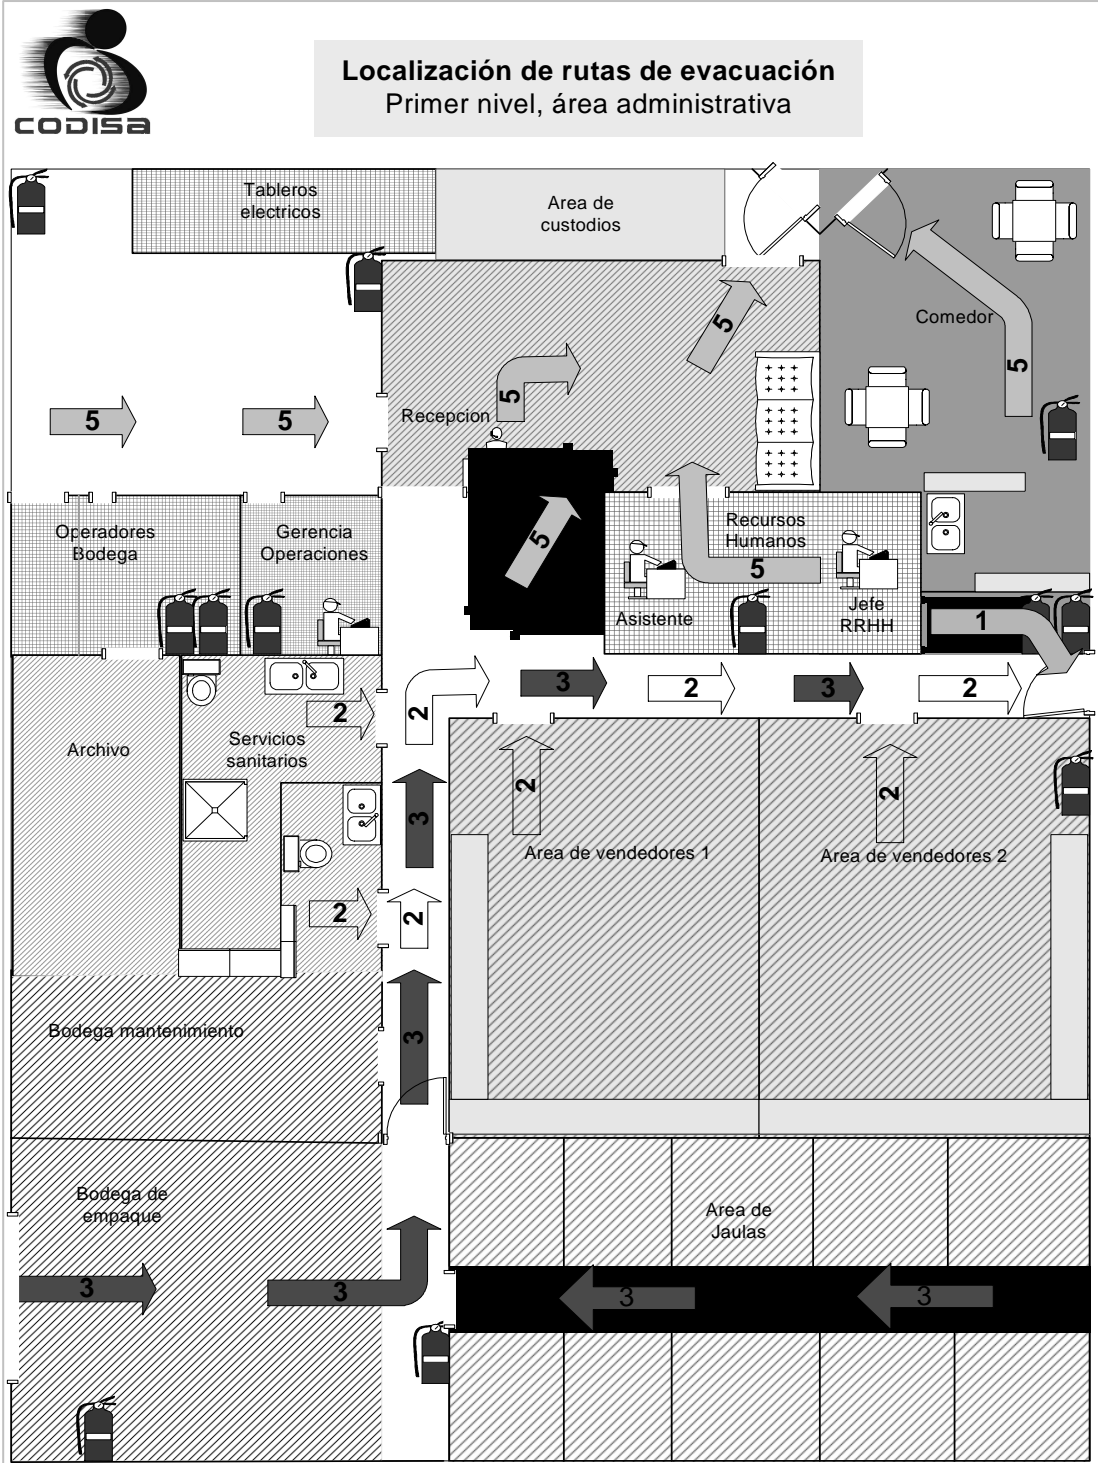 CODISA
Localización de rutas de evacuación
Primer nivel, área administrativa
Tableros
electricos
Area de
custodios
Comedor
5
5
5
5
5
Recepcion
5
5
Operadores
Bodega
Gerencia
Operaciones
Recursos
Humanos
5
5
Asistente
Jefe
RRHH
1
3
2
3
2
2
2
Archivo
Servicios
sanitarios
2
2
3
Area de vendedores 1
Area de vendedores 2
2
2
Bodega mantenimiento
3
Bodega de
empaque
Area de
Jaulas
3
3
3
3